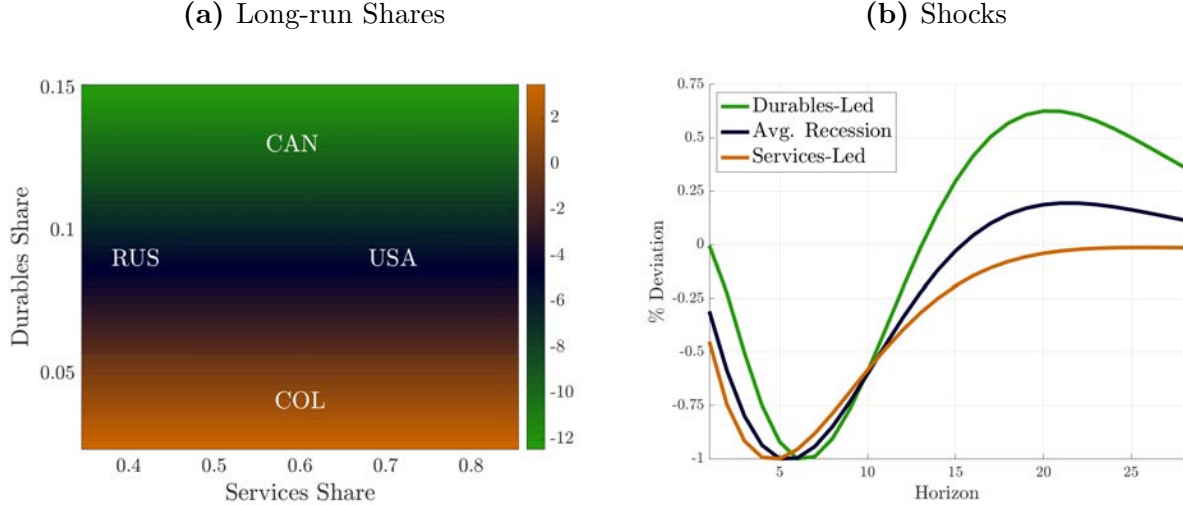 (a) Long-run Shares
0.15
0.1
0.05
Durables Share
CAN
RUS
USA
COL
0.4 0.5 0.6 0.7 0.8
Services Share
2
0
-2
-4
-6
-8
-10
-12
(b) Shocks
0.75
0.5
0.25
0
-0.25
-0.5
-0.75
-1
% Deviation
Durables-Led
Avg. Recession
Services-Led
5 10 15 20 25
Horizon